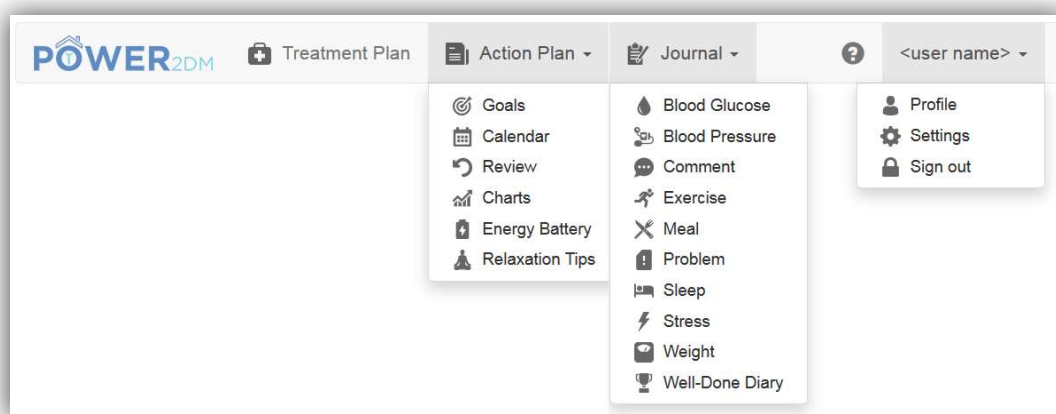 POWER2DM Treatment Plan Action Plan Journal <user name>
Goals
Calendar
Review
Charts
Energy Battery
Relaxation Tips
Blood Glucose
Blood Pressure
Comment
Exercise
Meal
Problem
Sleep
Stress
Weight
Well-Done Diary
Profile
Settings
Sign out